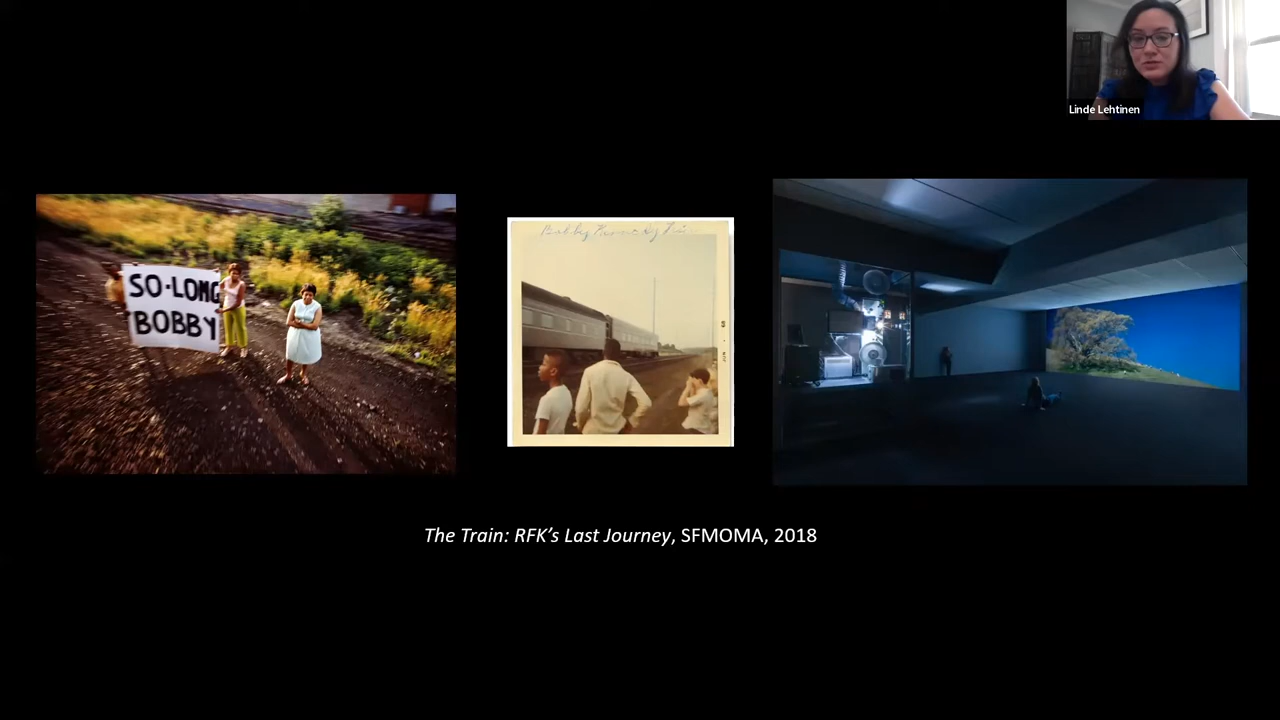 Linde Lehtinen
SO-LONG
BOBBY
The Train: RFK's Last Journey, SFMOMA, 2018